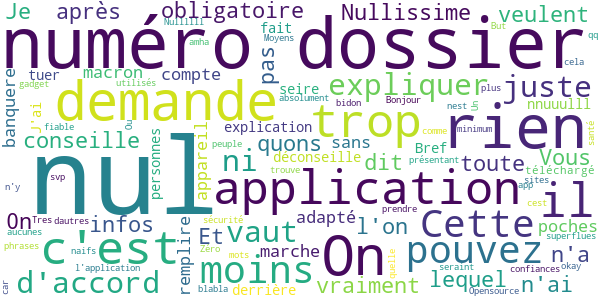 Je après obligatoire Nullissime veulent
Nullllll fait Moyens amha But qq
numéro dossier cela
banquere tuer macron compte pas seire expliquer plus juste
gadget utilisés absolument bidon Bonjour nest Un
J'ai demande trop rien santé
fiable appareil explication nnuuulll comme minimum
conseille Ou personnes quons sans Bref
peuple déconseille dit toute Vous
svp nul ni trouve présentant téléchargé
n'y application sites app il
On Tres dautres sécurité adapté l'on prendre Cette cest poches
infos remplire Et vaut
aucunes Zéro marche quelle superflues
phrases c'est mots On pouvez n'a
naifs l'application moins seraint confiances okay
car d'accord blabla derriere vraiment lequel Opensource n'ai